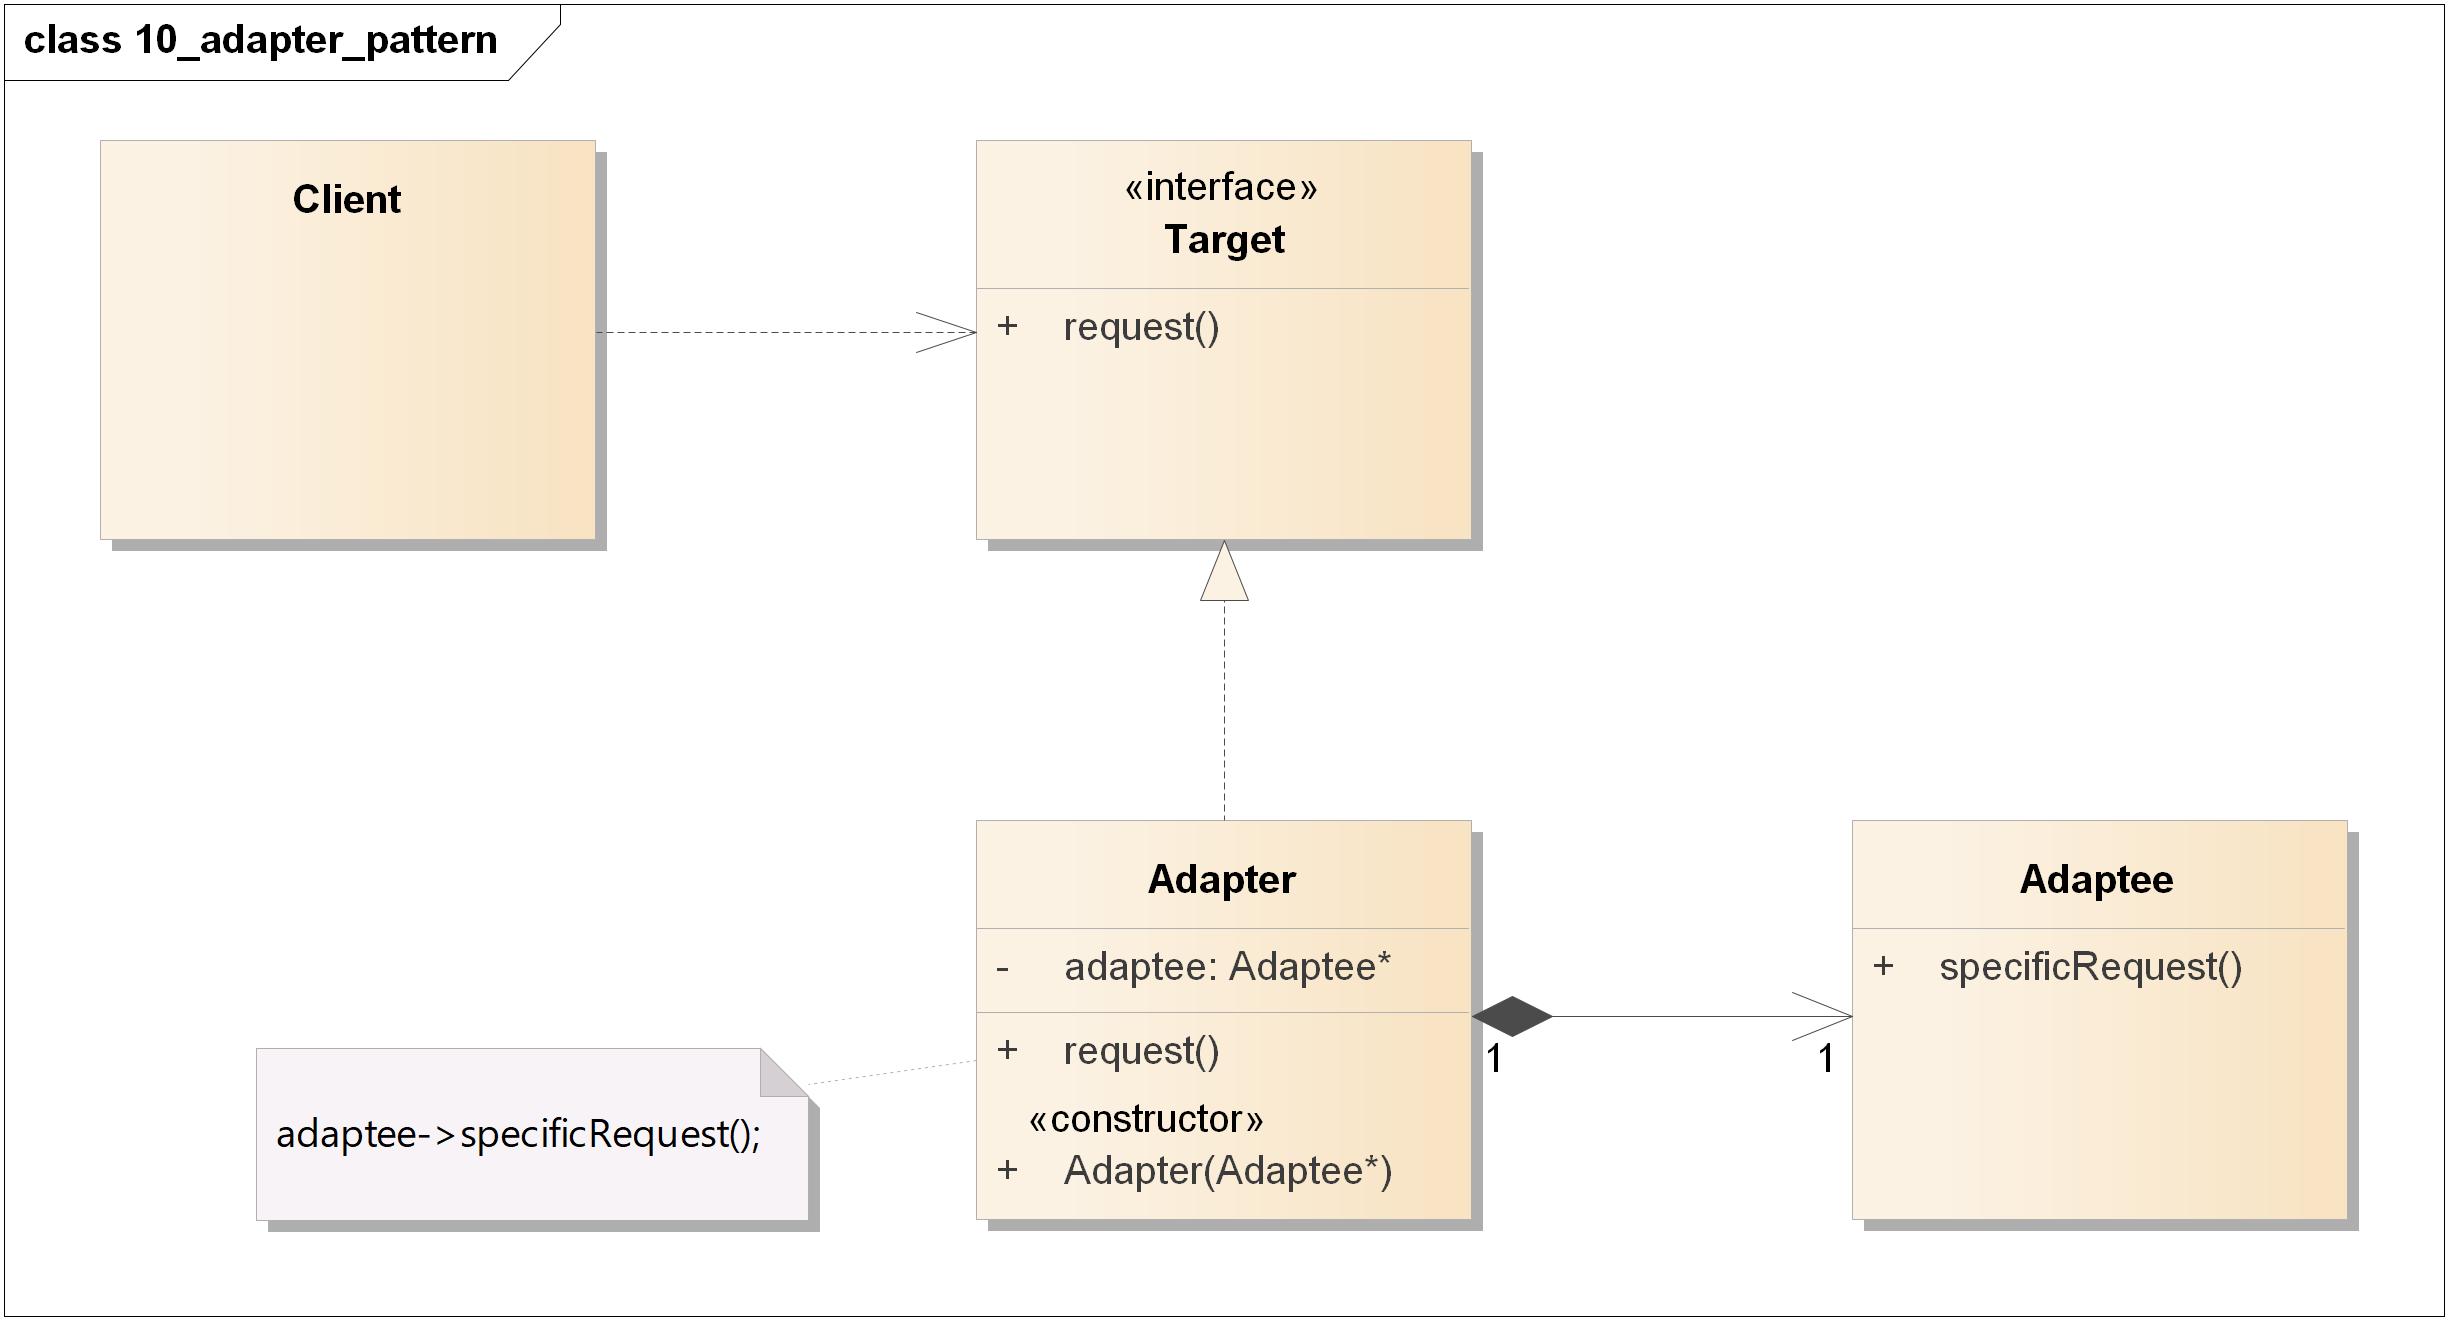 class 10_adapter_pattern
Client
«interface»
Target
+ request()
Adapter
- adaptee: Adaptee*
+ request()
«constructor»
+ Adapter(Adaptee*)
1
1
Adaptee
+ specificRequest()
adaptee->specificRequest();